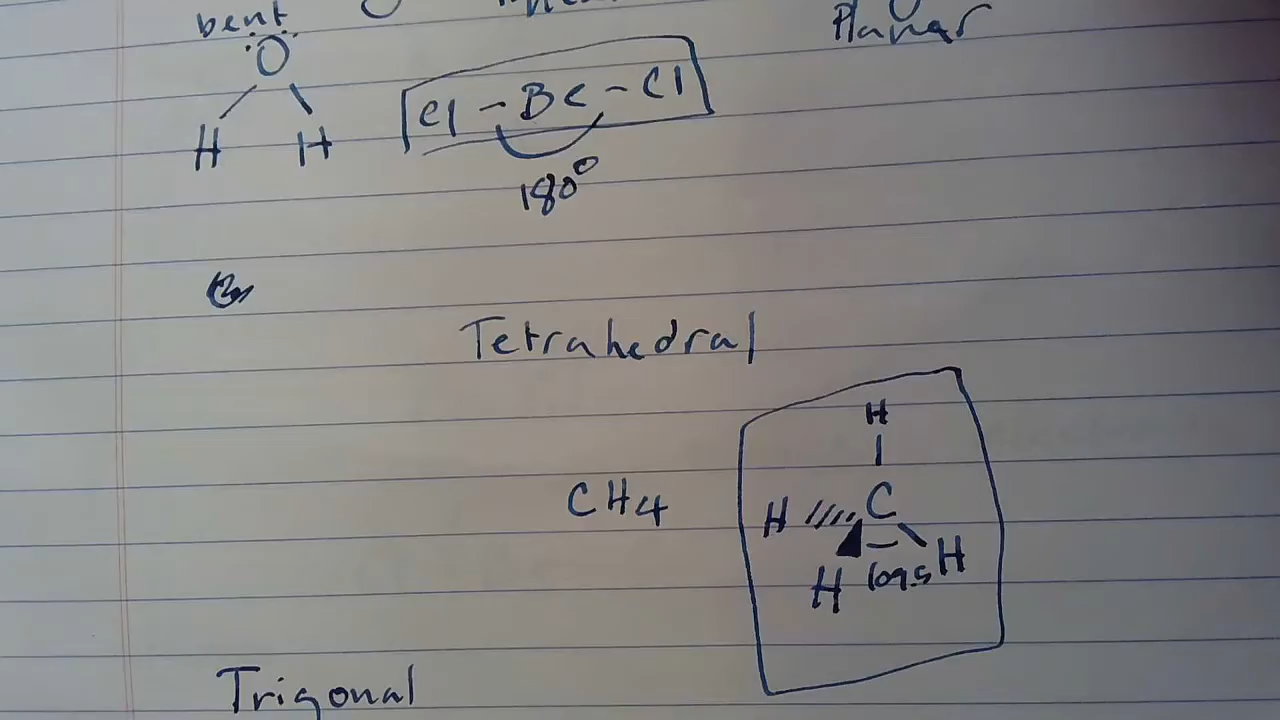 bent
Planar
O
H H
Cl - Be - Cl
180°
Tetrahedral
H
C
H
H 109.5 H
CH4
Trigonal